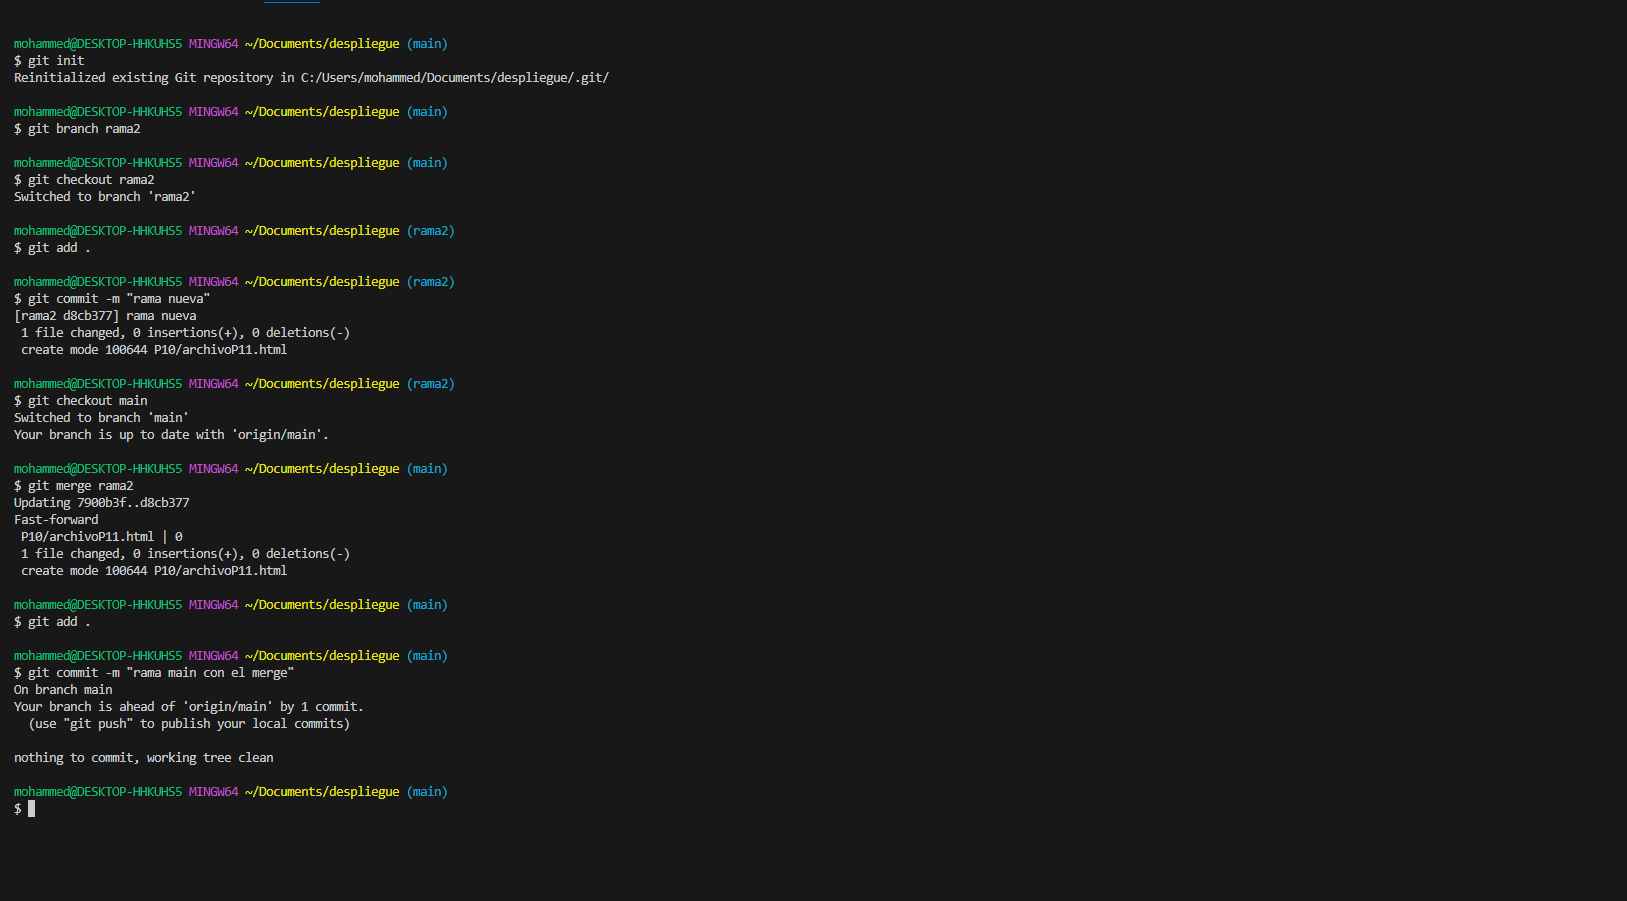 mohammed@DESKTOP-HHKUHS5 MINGW64 ~/Documents/despliegue (main)
$ git init
Reinitialized existing Git repository in C:/Users/mohammed/Documents/despliegue/.git/
mohammed@DESKTOP-HHKUHS5 MINGW64 ~/Documents/despliegue (main)
$ git branch rama2
mohammed@DESKTOP-HHKUHS5 MINGW64 ~/Documents/despliegue (main)
$ git checkout rama2
Switched to branch 'rama2'
mohammed@DESKTOP-HHKUHS5 MINGW64 ~/Documents/despliegue (rama2)
$ git add .
mohammed@DESKTOP-HHKUHS5 MINGW64 ~/Documents/despliegue (rama2)
$ git commit -m "rama nueva"
[rama2 d8cb377] rama nueva
 1 file changed, 0 insertions(+), 0 deletions(-)
 create mode 100644 P10/archivoP11.html
mohammed@DESKTOP-HHKUHS5 MINGW64 ~/Documents/despliegue (rama2)
$ git checkout main
Switched to branch 'main'
Your branch is up to date with 'origin/main'.
mohammed@DESKTOP-HHKUHS5 MINGW64 ~/Documents/despliegue (main)
$ git merge rama2
Updating 7900b3f..d8cb377
Fast-forward
 P10/archivoP11.html | 0
 1 file changed, 0 insertions(+), 0 deletions(-)
 create mode 100644 P10/archivoP11.html
mohammed@DESKTOP-HHKUHS5 MINGW64 ~/Documents/despliegue (main)
$ git add .
mohammed@DESKTOP-HHKUHS5 MINGW64 ~/Documents/despliegue (main)
$ git commit -m "rama main con el merge"
On branch main
Your branch is ahead of 'origin/main' by 1 commit.
  (use "git push" to publish your local commits)
nothing to commit, working tree clean
mohammed@DESKTOP-HHKUHS5 MINGW64 ~/Documents/despliegue (main)
$